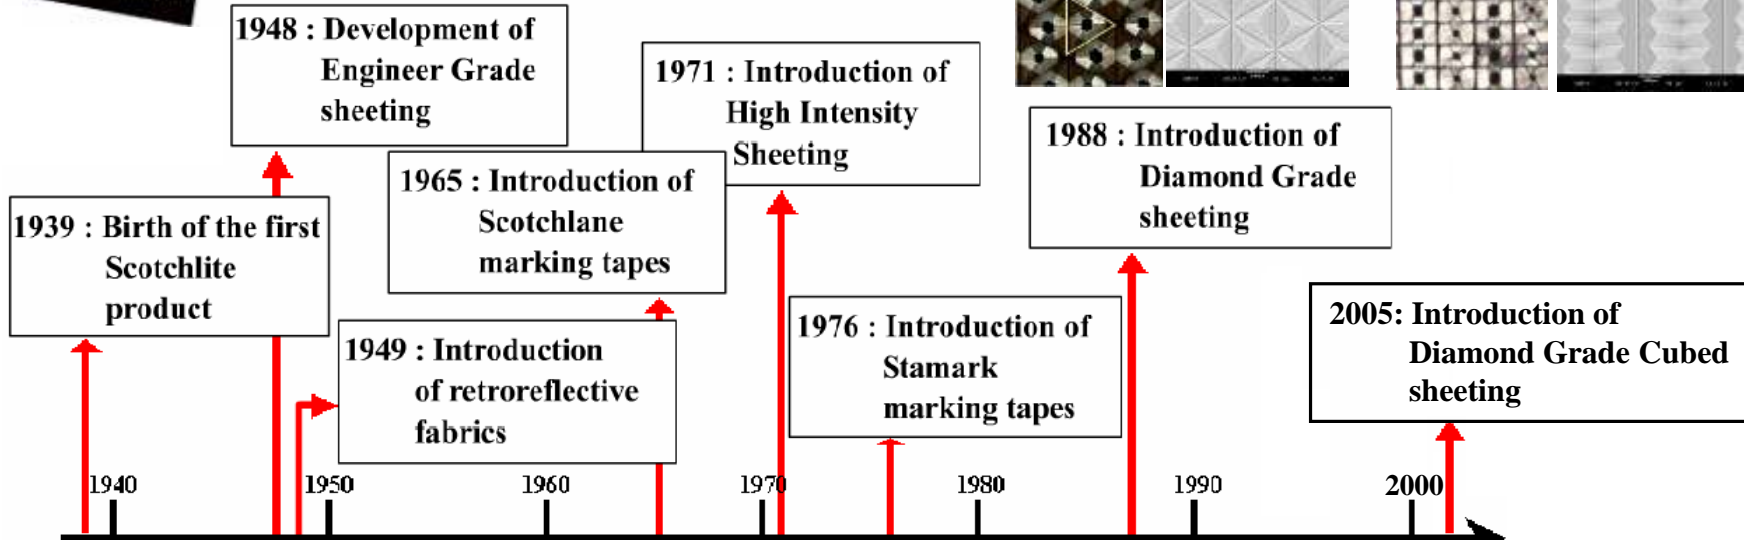 1948 : Development of
Engineer Grade
sheeting
1971 : Introduction of
High Intensity
Sheeting
1988 : Introduction of
Diamond Grade
sheeting
1965 : Introduction of
Scotchlane
marking tapes
1939 : Birth of the first
Scotchlite
product
2005: Introduction of
Diamond Grade Cubed
sheeting
1976 : Introduction of
Stamark
marking tapes
1949 : Introduction
of retroreflective
fabrics
1940
1950
1960
1970
1980
1990
2000